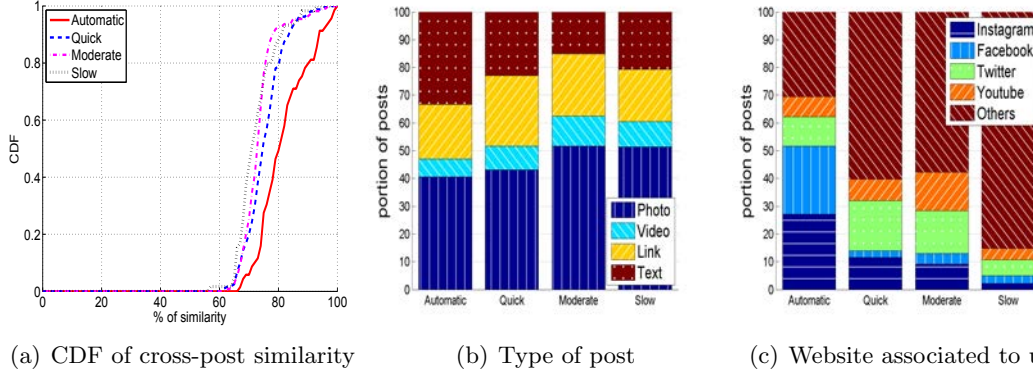 1
0.8
0.6
0.4
0.2
0
0 20 40 60 80 100
CDF
% of similarity
Automatic
Quick
Moderate
Slow
(a) CDF of cross-post similarity
100
90
80
70
60
50
40
30
20
10
0
portion of posts
Photo
Video
Link
Text
Automatic Quick Moderate Slow
(b) Type of post
100
90
80
70
60
50
40
30
20
10
0
portion of posts
Instagram
Facebook
Twitter
Youtube
Others
Automatic Quick Moderate Slow
(c) Website associated to